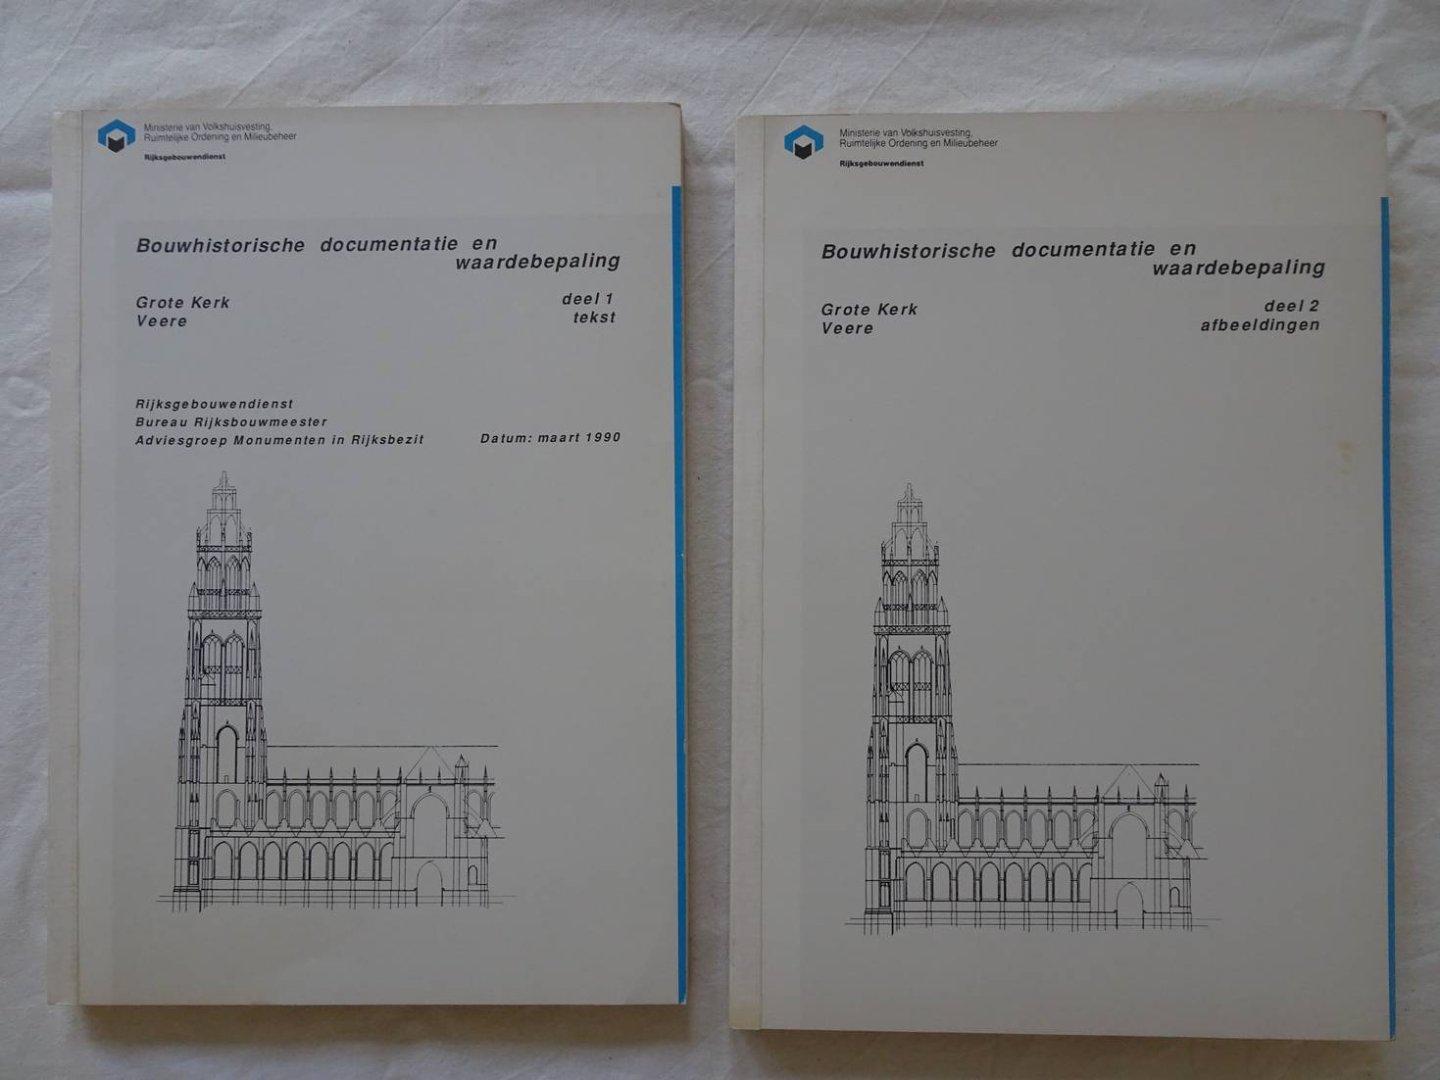 Ministerie van Volkshuisvesting,
Ruimtelijke Ordening en Milieubeheer
Rijksgebouwendienst
Bouwhistorische documentatie en
waardebepaling
Grote Kerk
Veere
deel 1
tekst
Rijksgebouwendienst
Bureau Rijksbouwmeester
Adviesgroep Monumenten in Rijksbezit
Datum: maart 1990
Ministerie van Volkshuisvesting,
Ruimtelijke Ordening en Milieubeheer
Rijksgebouwendienst
Bouwhistorische documentatie en
waardebepaling
Grote Kerk
Veere
deel 2
afbeeldingen